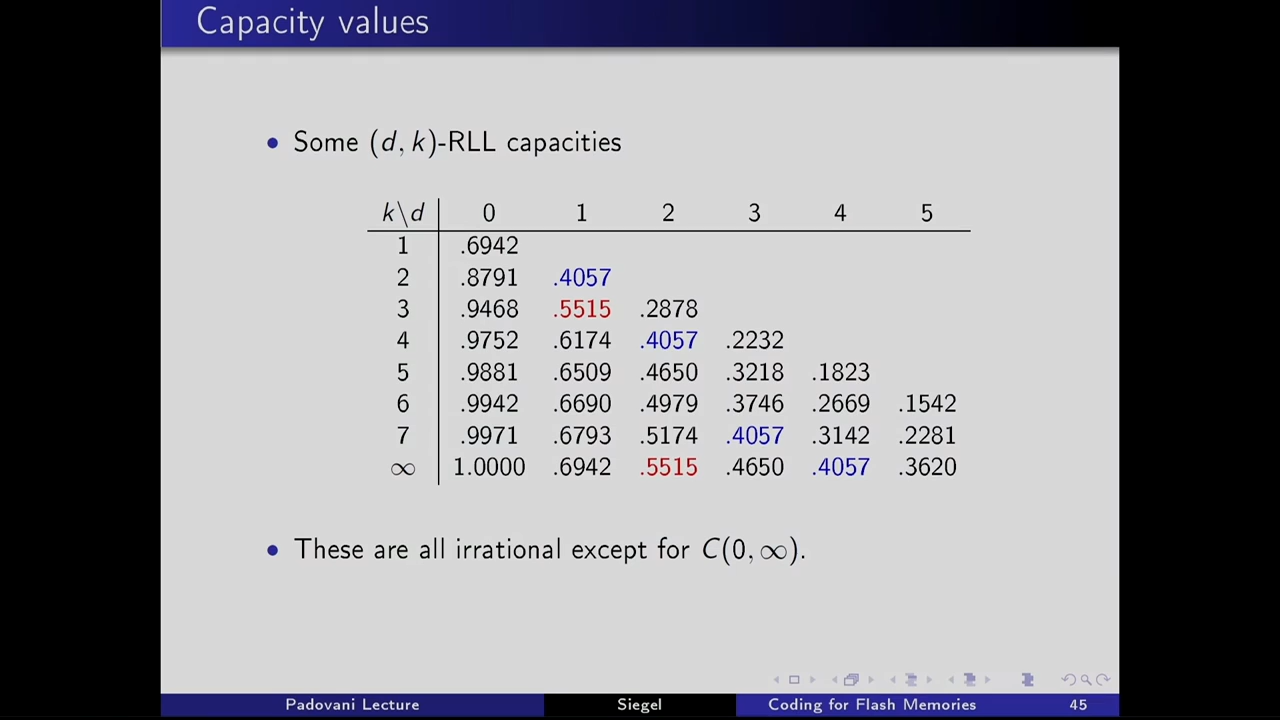 Capacity values
• Some (d, k)-RLL capacities
k\d 0 1 2 3 4 5
1 .6942
2 .8791 .4057
3 .9468 .5515 .2878
4 .9752 .6174 .4057 .2232
5 .9881 .6509 .4650 .3218 .1823
6 .9942 .6690 .4979 .3746 .2669 .1542
7 .9971 .6793 .5174 .4057 .3142 .2281
∞ 1.0000 .6942 .5515 .4650 .4057 .3620
• These are all irrational except for C(0, ∞).
Padovani Lecture Siegel Coding for Flash Memories 45